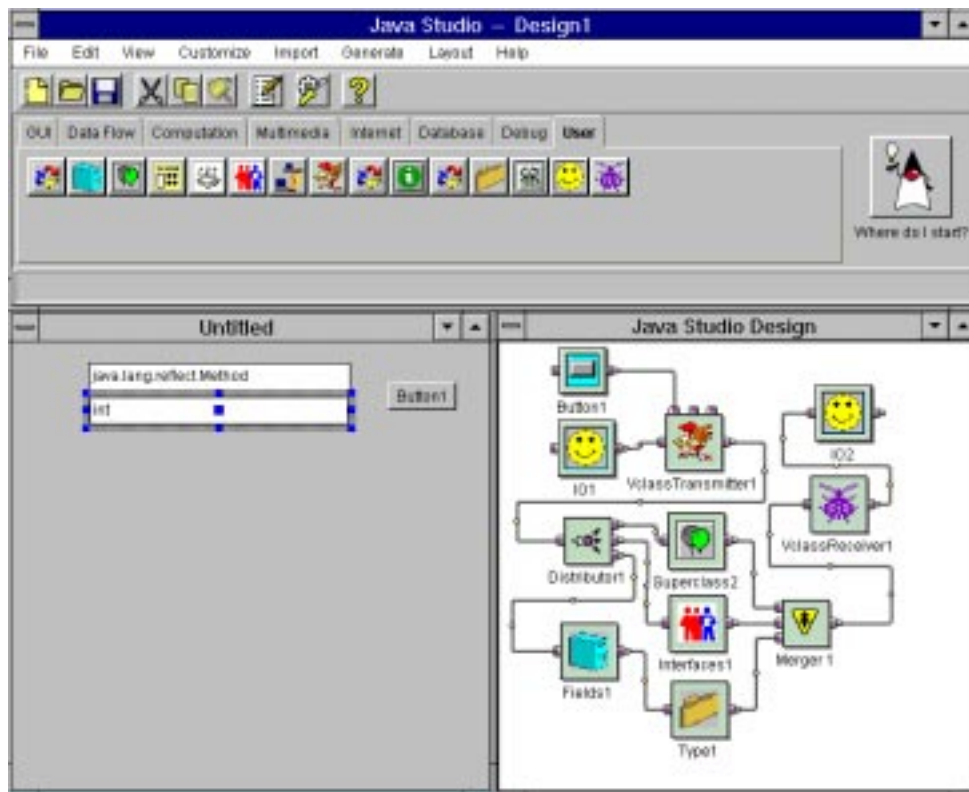 Java Studio – Design1
File Edit View Customize Import Generate Layout Help
GUI Data Flow Computation Multimedia Internet Database Debug User
Where do I start?
Untitled
Java Studio Design
java.lang.reflect.Method
int
Button1
Button1
IO1
VclassTransmitter1
IO2
VclassReceiver1
Distributor1
Superclass2
Interfaces1
Merger 1
Fields1
Type1